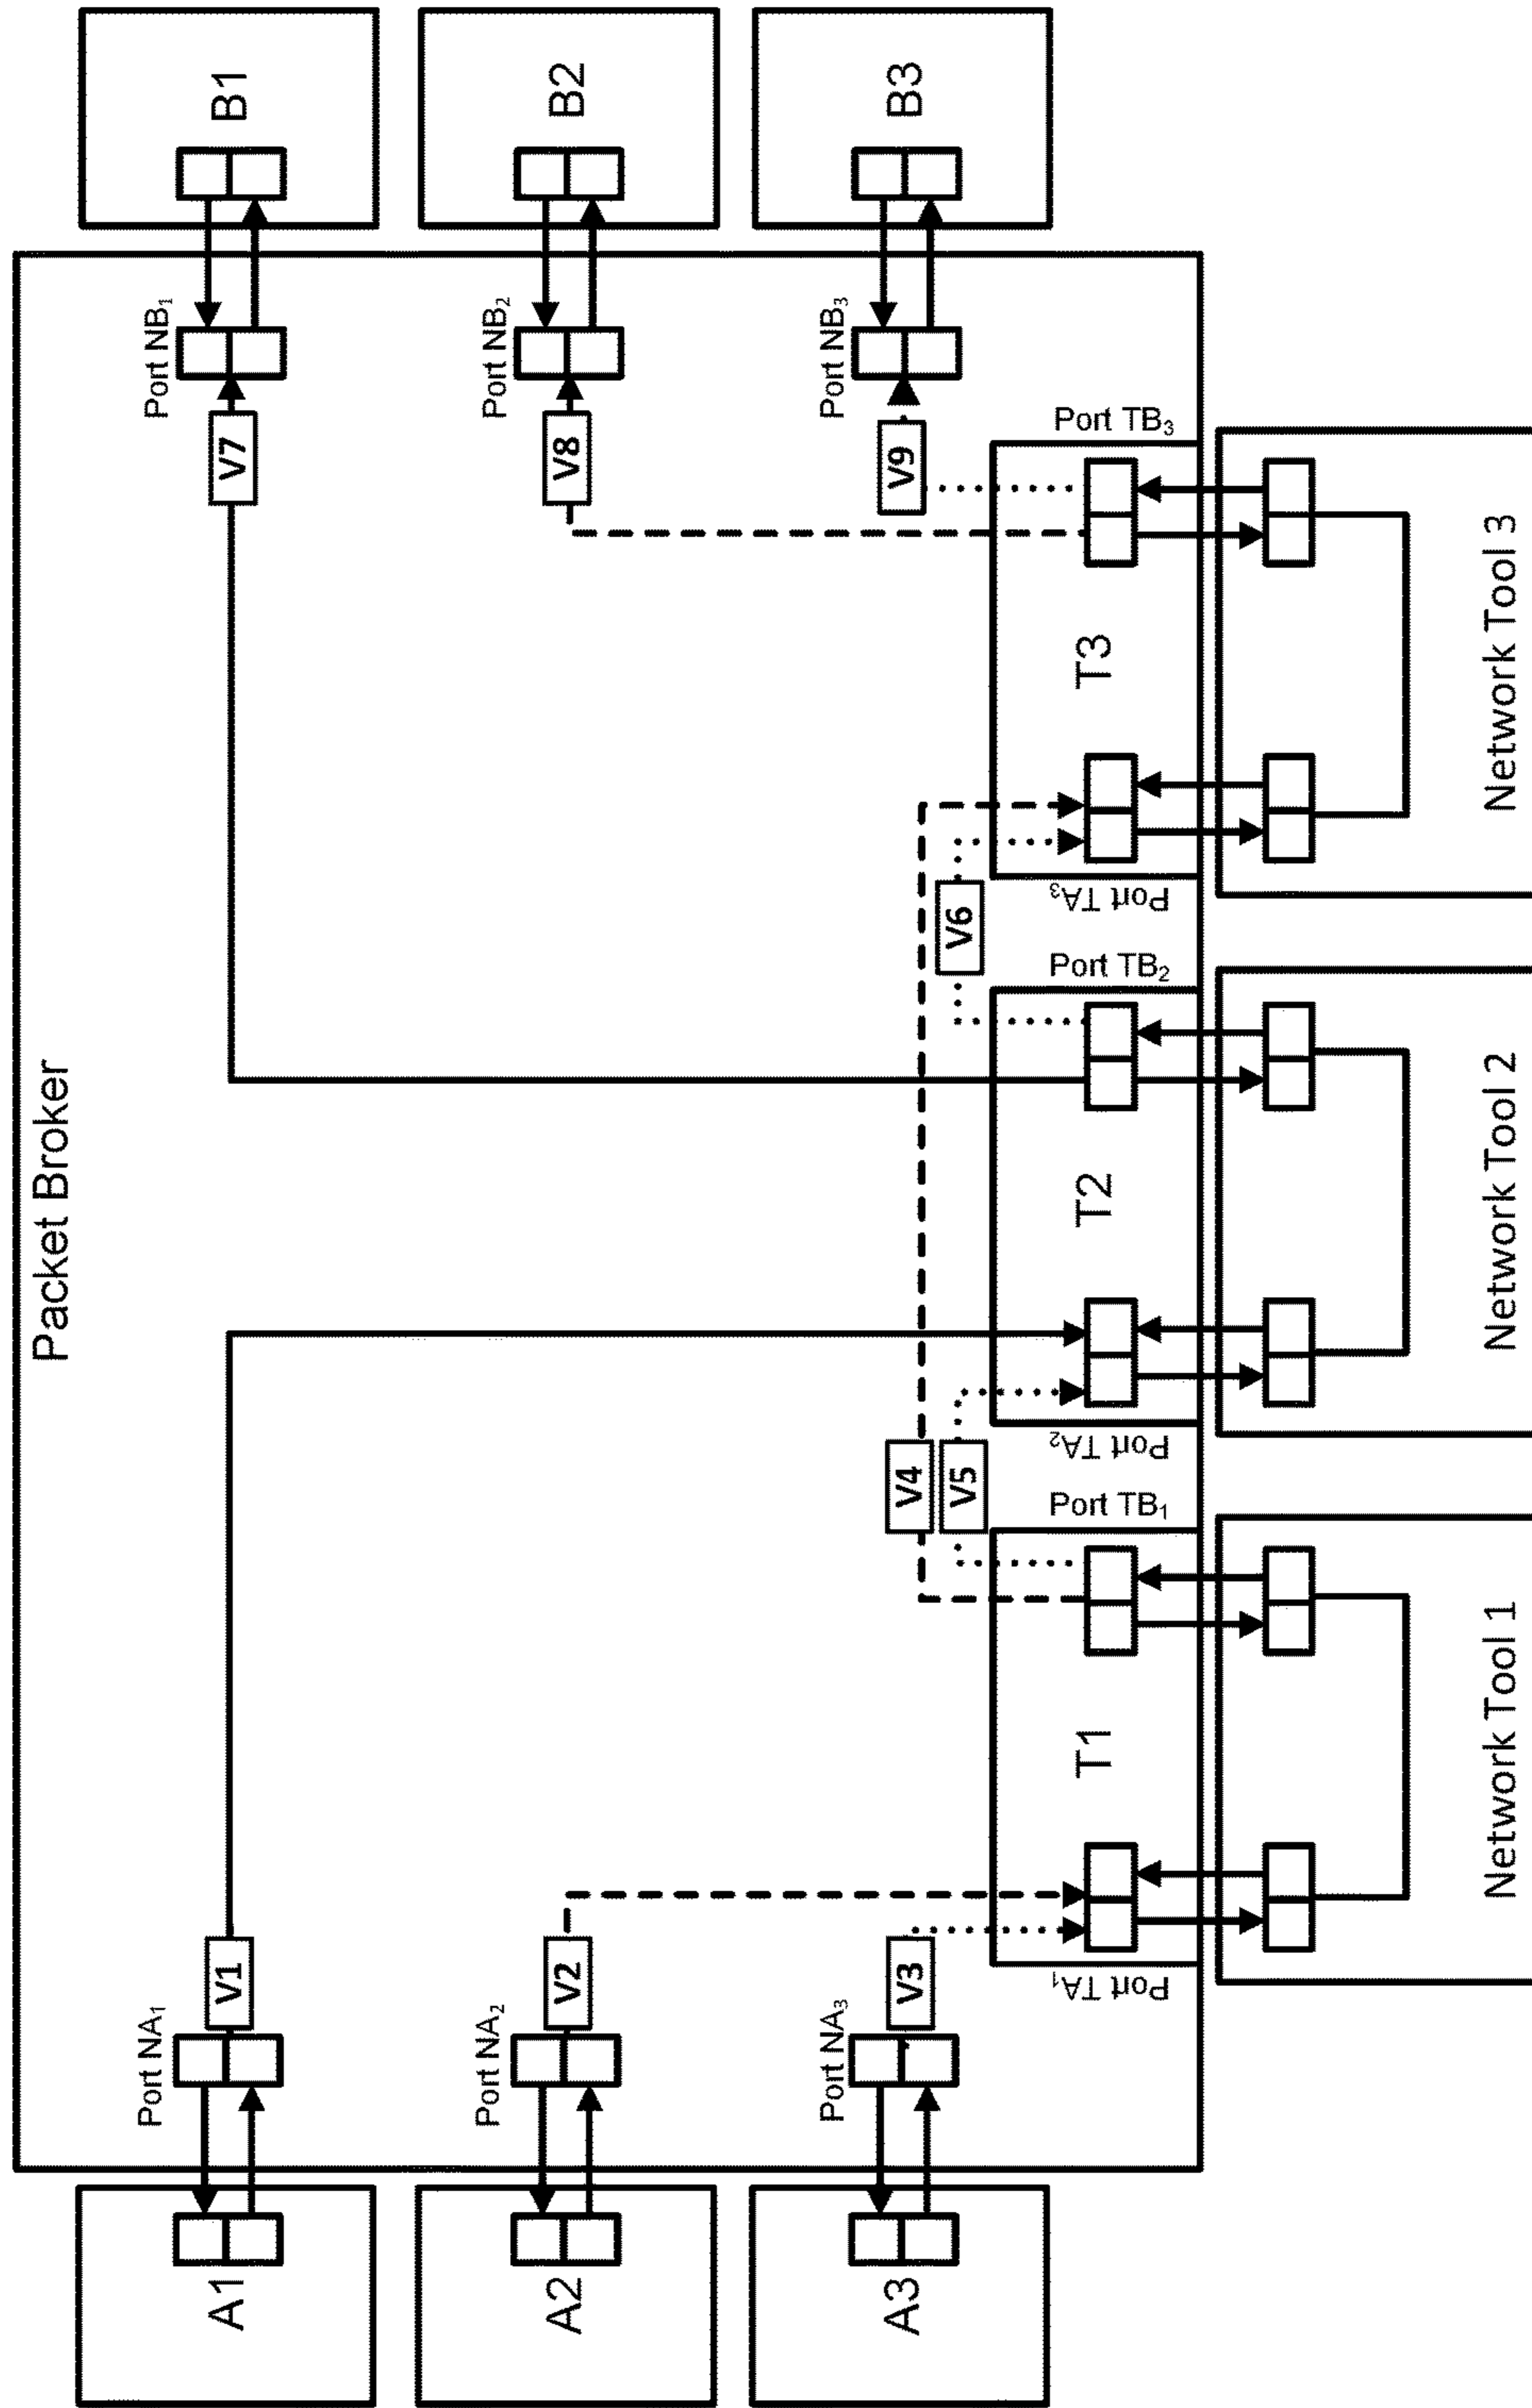 Packet Broker
A1
Port NA₁
V1
V7
Port NB₁
B1
A2
Port NA₂
V2
V8
Port NB₂
B2
A3
Port NA₃
V3
V4
V5
V6
V9
Port NB₃
B3
Port TA₁
T1
Port TB₁
Port TA₂
T2
Port TB₂
Port TA₃
T3
Port TB₃
Network Tool 1
Network Tool 2
Network Tool 3